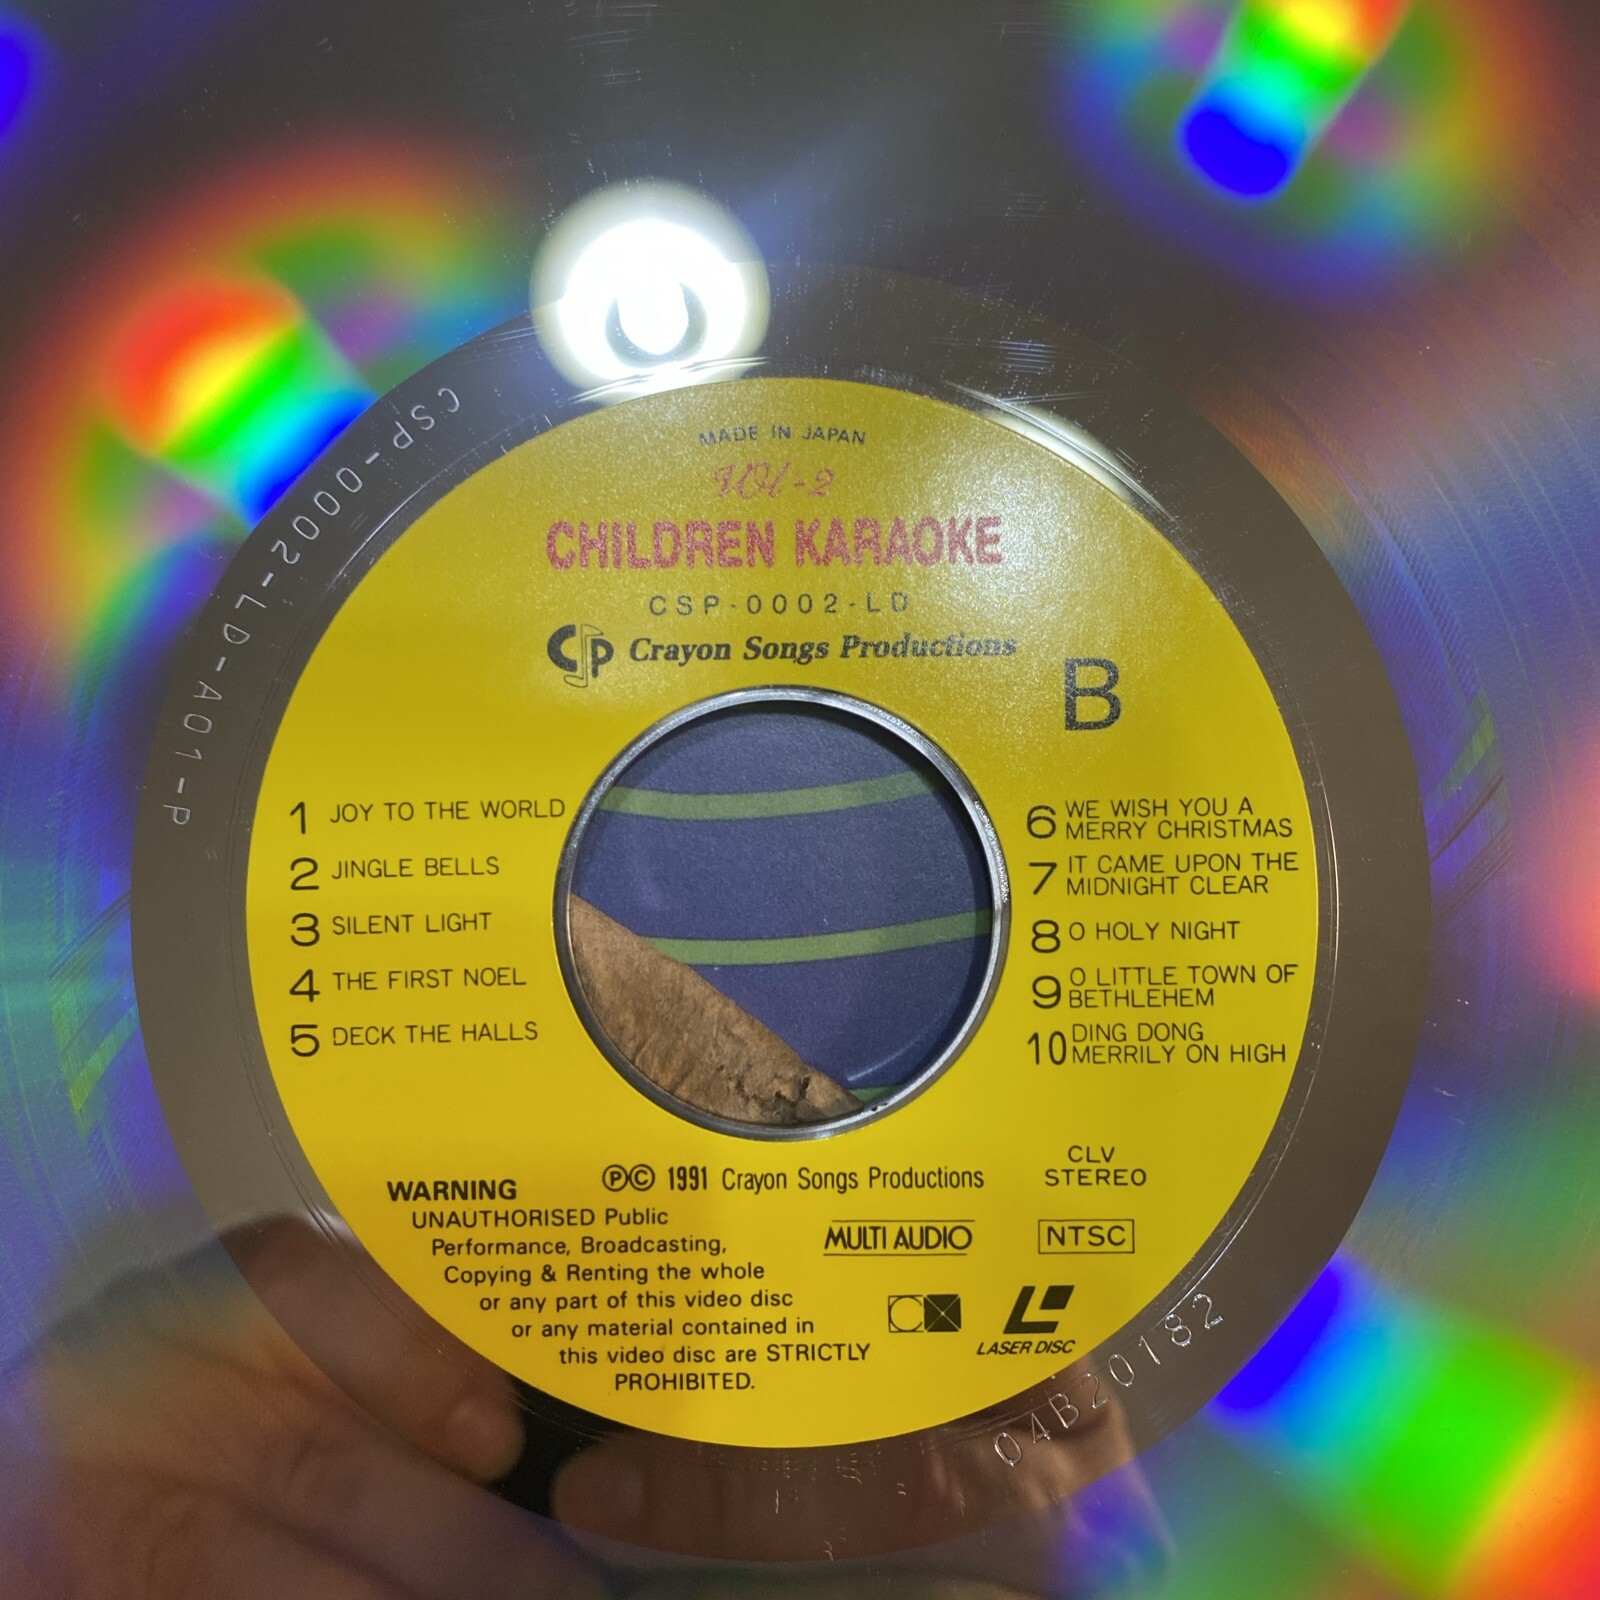 MADE IN JAPAN
Vol-2
CHILDREN KARAOKE
CSP-0002-LD
CSP Crayon Songs Productions
B
1 JOY TO THE WORLD
2 JINGLE BELLS
3 SILENT LIGHT
4 THE FIRST NOEL
5 DECK THE HALLS
6 WE WISH YOU A
MERRY CHRISTMAS
7 IT CAME UPON THE
MIDNIGHT CLEAR
8 O HOLY NIGHT
9 O LITTLE TOWN OF
BETHLEHEM
10 DING DONG
MERRILY ON HIGH
CLV
STEREO
ⓅⒸ 1991 Crayon Songs Productions
WARNING
UNAUTHORISED Public
Performance, Broadcasting,
Copying & Renting the whole
or any part of this video disc
or any material contained in
this video disc are STRICTLY
PROHIBITED.
MULTI AUDIO
NTSC
CX
LASER DISC
CSP-0002-LD-A01-P
04B20182